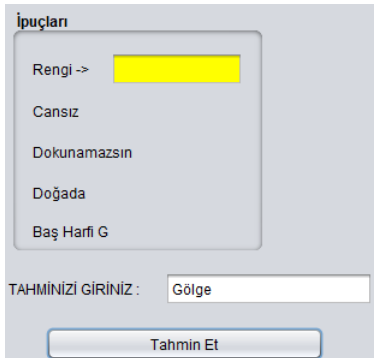 İpuçları
Rengi ->
Cansız
Dokunamazsın
Doğada
Baş Harfi G
TAHMİNİZİ GİRİNİZ : Gölge
Tahmin Et